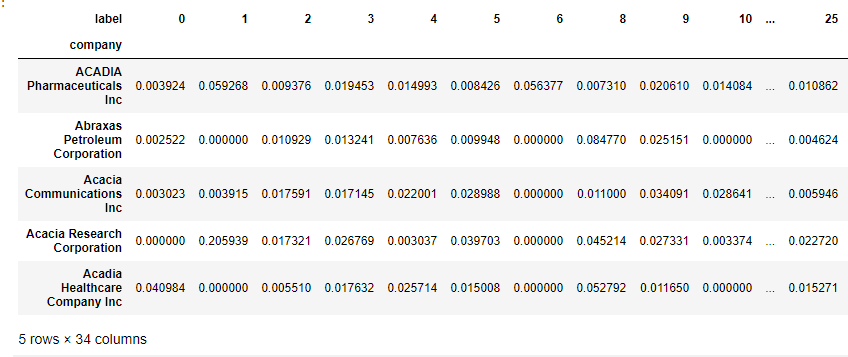 label 0 1 2 3 4 5 6 8 9 10 ... 25
company
ACADIA
Pharmaceuticals 0.003924 0.059268 0.009376 0.019453 0.014993 0.008426 0.056377 0.007310 0.020610 0.014084 ... 0.010862
Inc
Abraxas
Petroleum 0.002522 0.000000 0.010929 0.013241 0.007636 0.009948 0.000000 0.084770 0.025151 0.000000 ... 0.004624
Corporation
Acacia
Communications 0.003023 0.003915 0.017591 0.017145 0.022001 0.028988 0.000000 0.011000 0.034091 0.028641 ... 0.005946
Inc
Acacia Research
Corporation 0.000000 0.205939 0.017321 0.026769 0.003037 0.039703 0.000000 0.045214 0.027331 0.003374 ... 0.022720
Acadia
Healthcare 0.040984 0.000000 0.005510 0.017632 0.025714 0.015008 0.000000 0.052792 0.011650 0.000000 ... 0.015271
Company Inc
5 rows × 34 columns